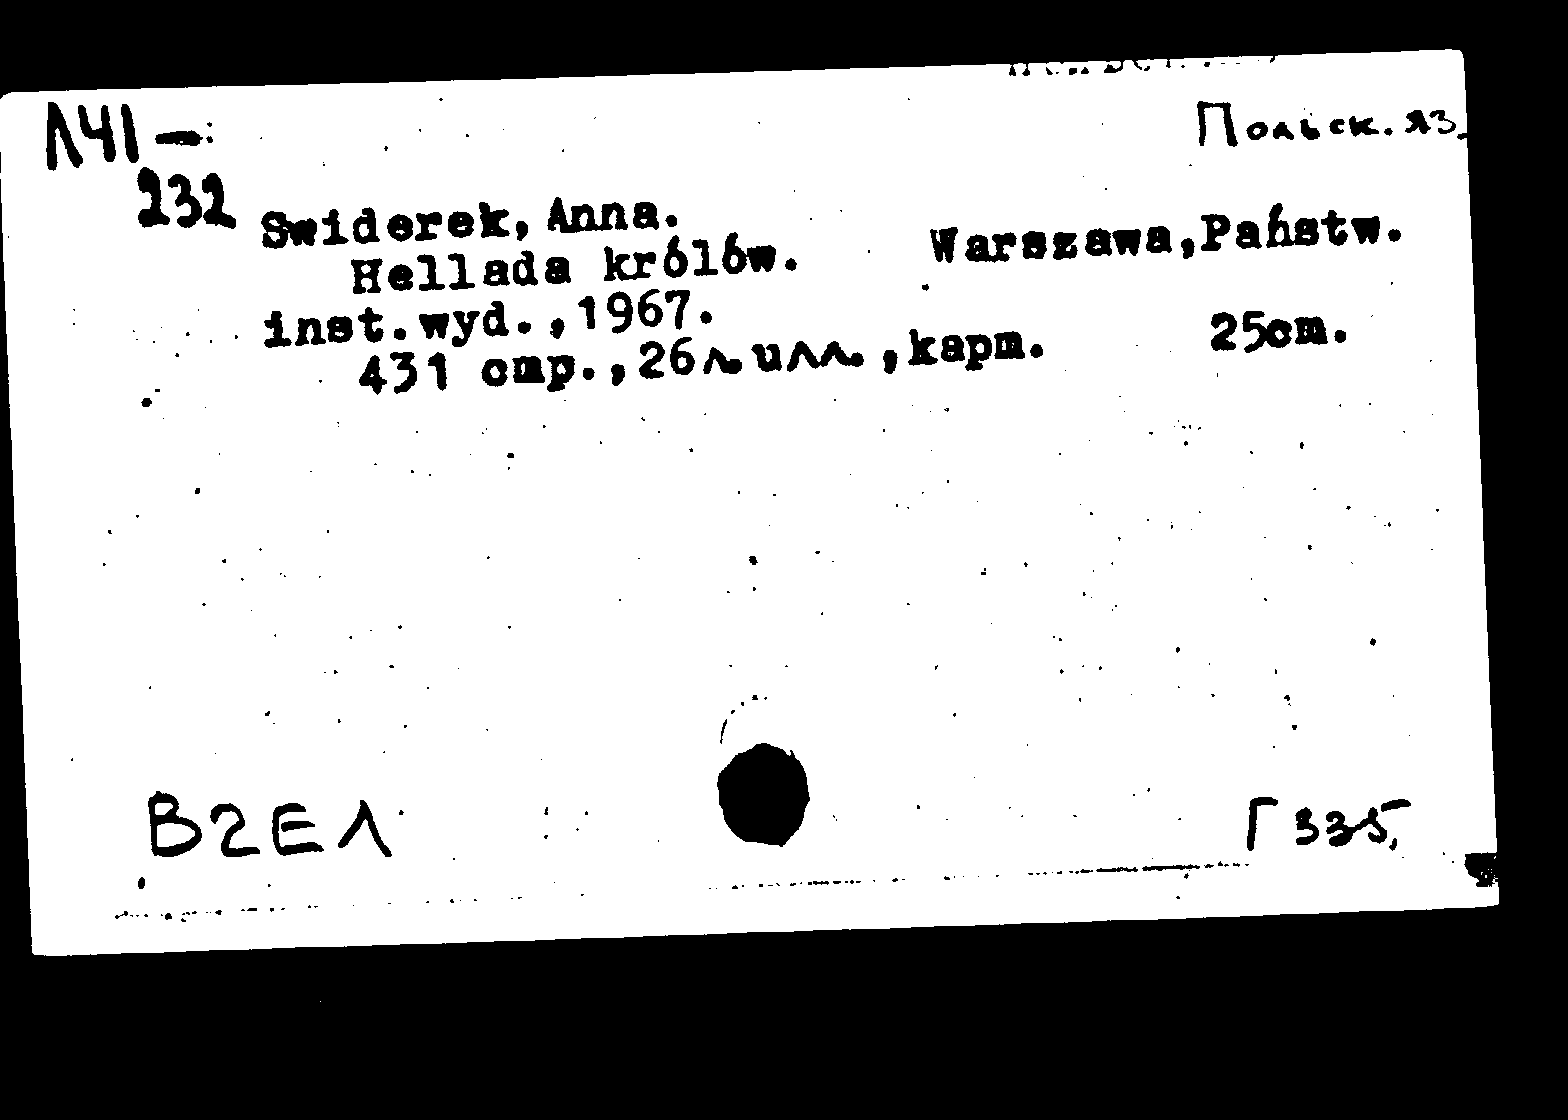 Польск. яз.
Л41-
232
Swiderek, Anna.
Hellada królów. Warszawa, Państw.
inst. wyd., 1967.
431 стр., 26 л. илл., карт. 25cm.
В2ЕЛ
Г335